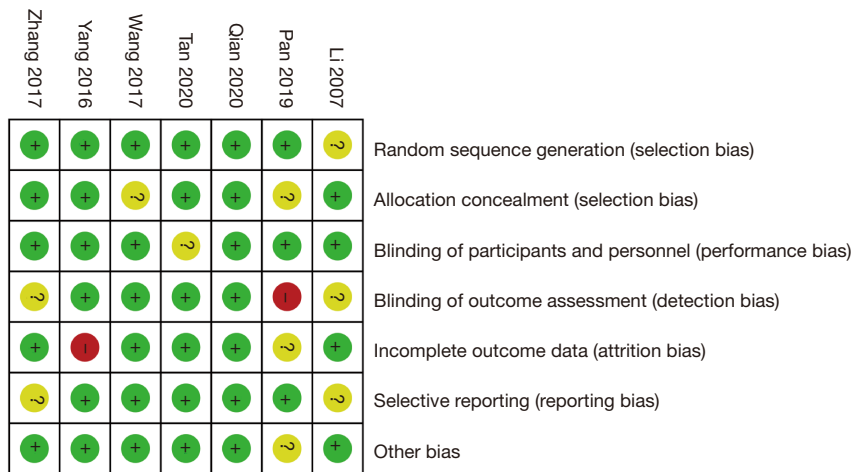 Zhang 2017
Yang 2016
Wang 2017
Tan 2020
Qian 2020
Pan 2019
Li 2007
+ + + + + + ? Random sequence generation (selection bias)
+ + ? + + ? + Allocation concealment (selection bias)
+ + + ? + + + Blinding of participants and personnel (performance bias)
? + + + + – ? Blinding of outcome assessment (detection bias)
+ – + + + ? + Incomplete outcome data (attrition bias)
? + + + + + ? Selective reporting (reporting bias)
+ + + + + ? + Other bias